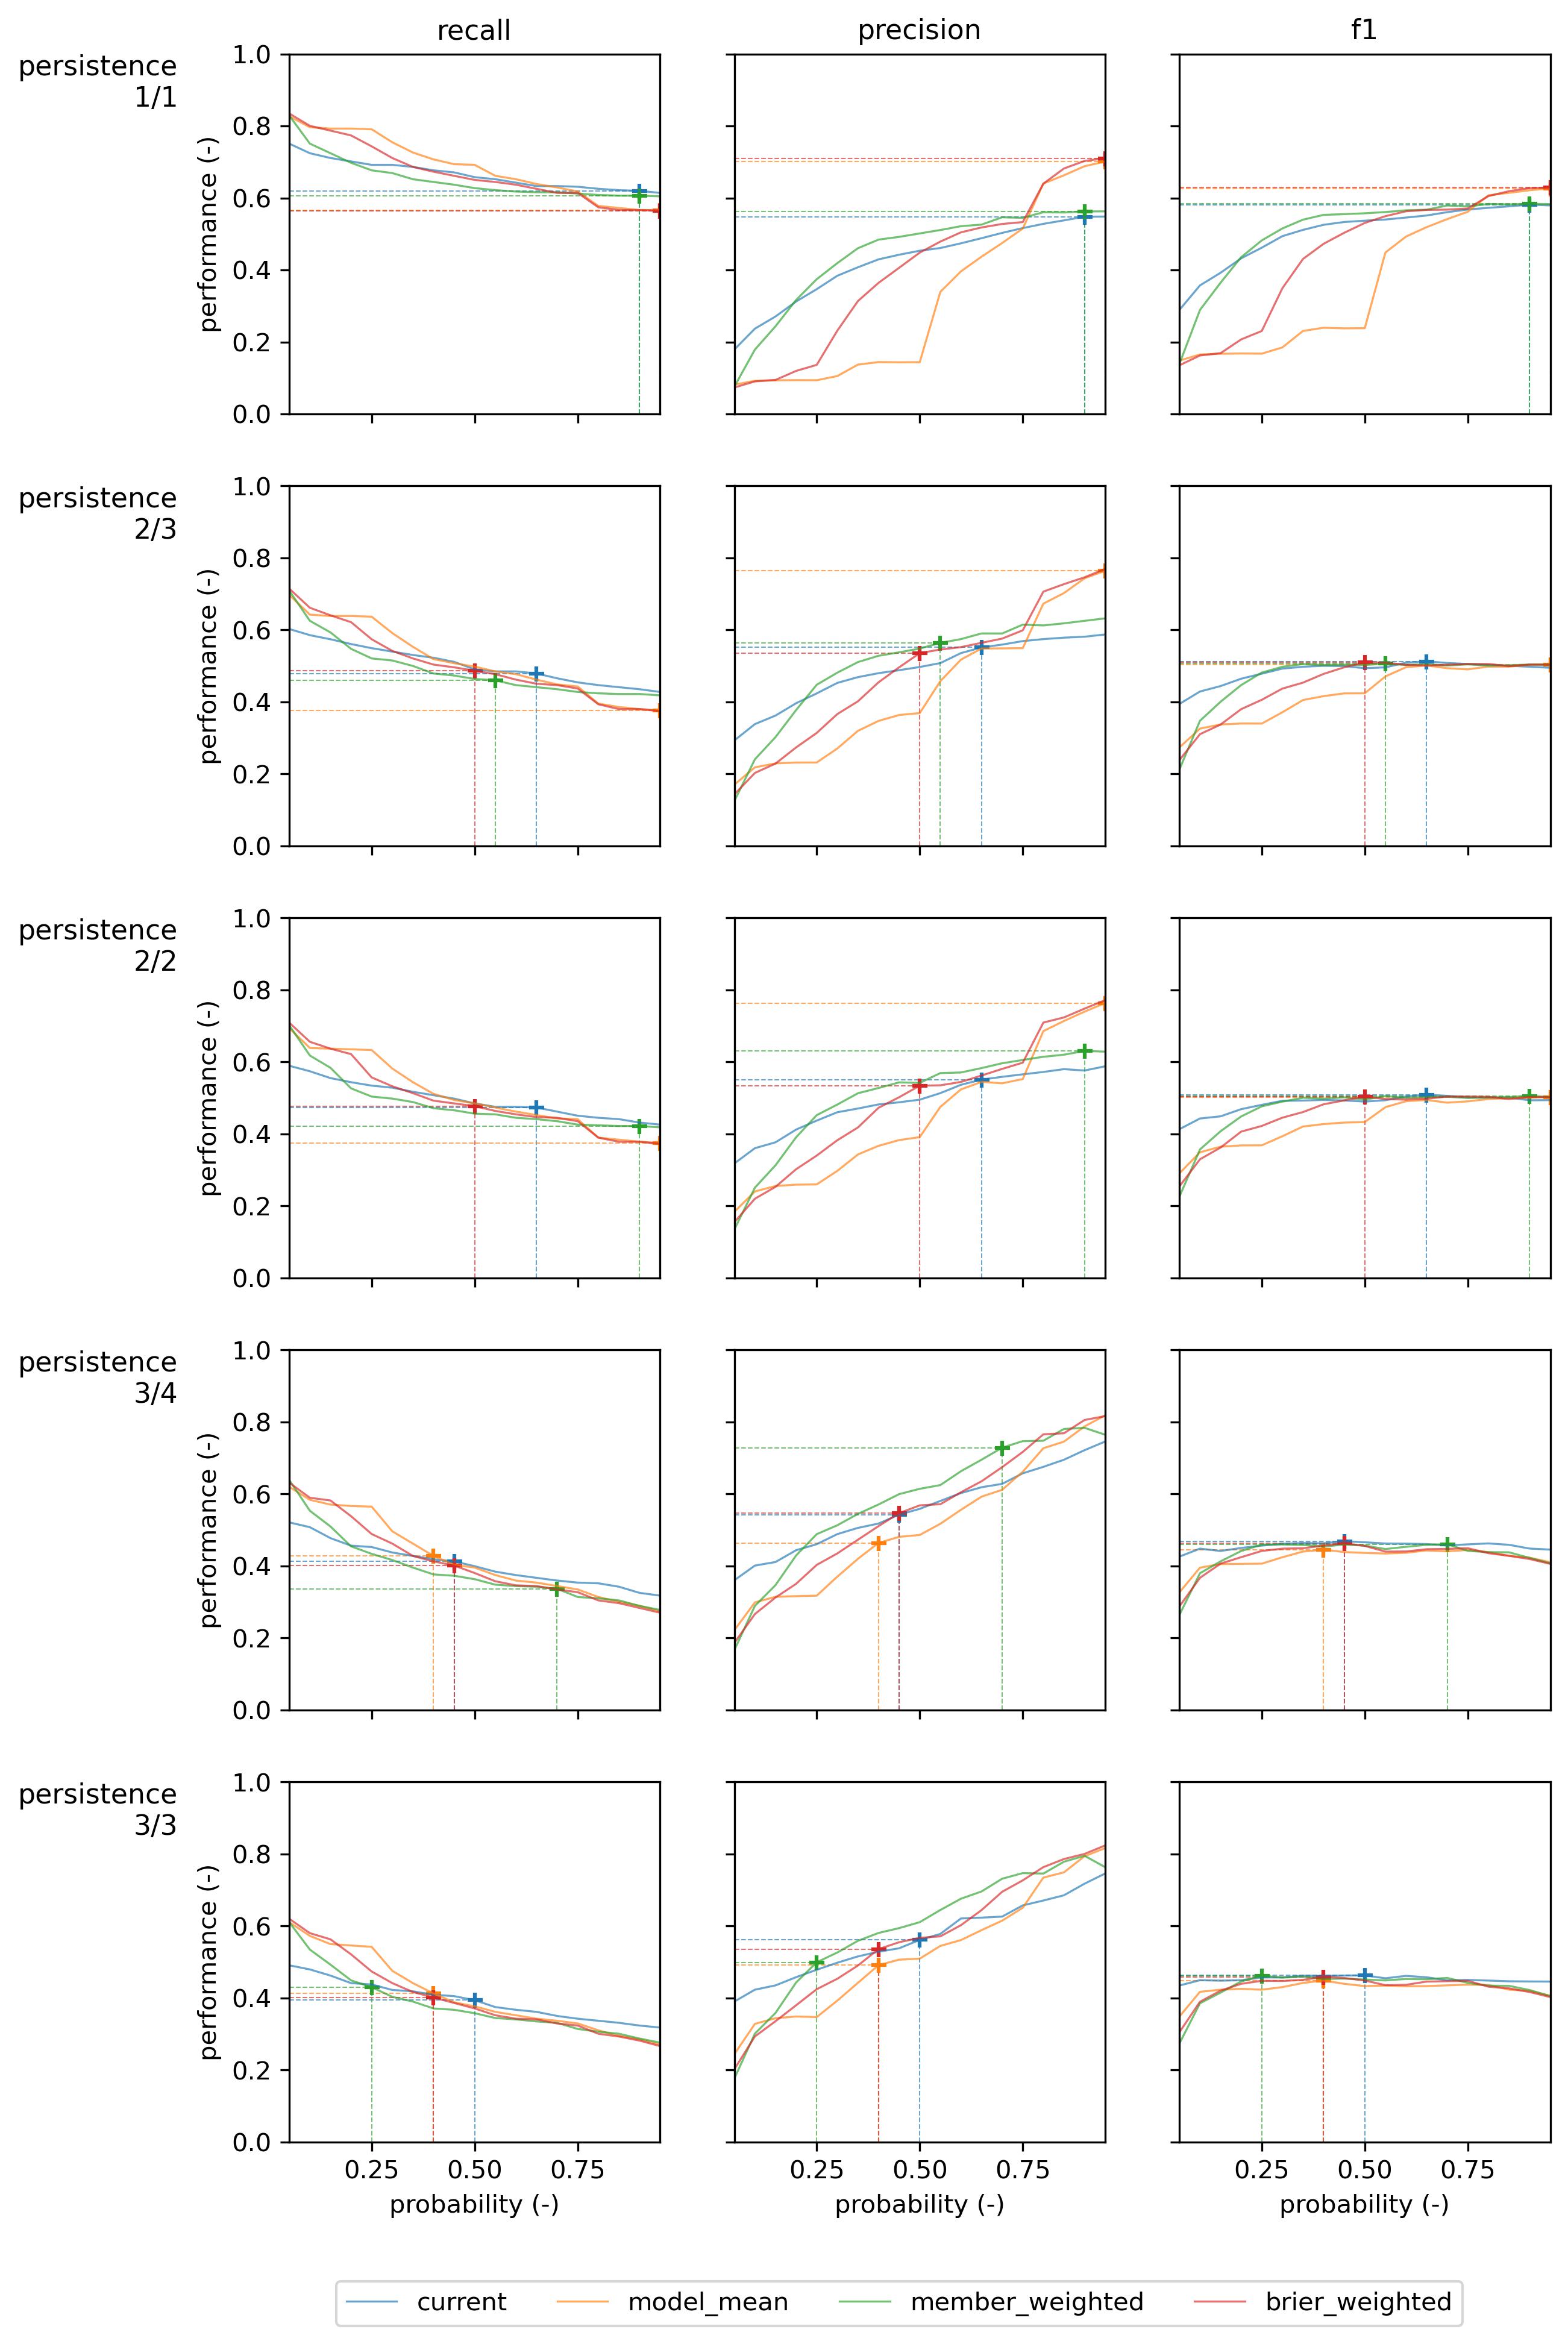 recall
precision
f1
persistence
1/1
performance (-)
1.0
0.8
0.6
0.4
0.2
0.0
persistence
2/3
performance (-)
1.0
0.8
0.6
0.4
0.2
0.0
persistence
2/2
performance (-)
1.0
0.8
0.6
0.4
0.2
0.0
persistence
3/4
performance (-)
1.0
0.8
0.6
0.4
0.2
0.0
persistence
3/3
performance (-)
1.0
0.8
0.6
0.4
0.2
0.0
0.25 0.50 0.75
probability (-)
0.25 0.50 0.75
probability (-)
0.25 0.50 0.75
probability (-)
current model_mean member_weighted brier_weighted